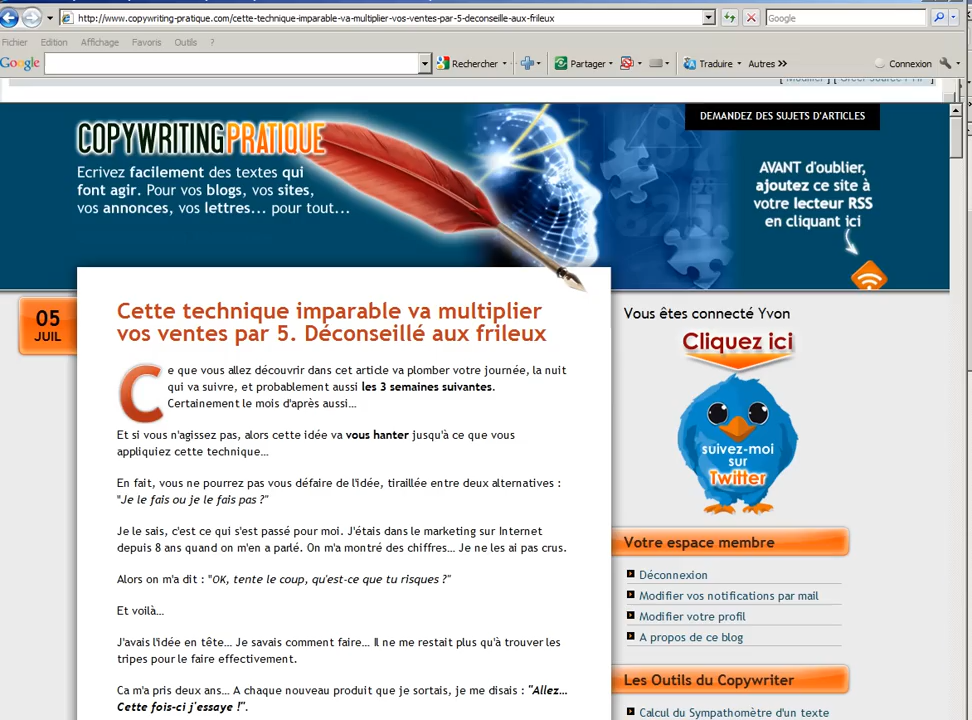 http://www.copywriting-pratique.com/cette-technique-imparable-va-multiplier-vos-ventes-par-5-deconseille-aux-frileux
Google
Fichier Edition Affichage Favoris Outils ?
Google Rechercher Partager Traduire Autres » Connexion
DEMANDEZ DES SUJETS D'ARTICLES
COPYWRITINGPRATIQUE
Ecrivez facilement des textes qui
font agir. Pour vos blogs, vos sites,
vos annonces, vos lettres... pour tout...
AVANT d'oublier,
ajoutez ce site à
votre lecteur RSS
en cliquant ici
05
JUIL
Cette technique imparable va multiplier
vos ventes par 5. Déconseillé aux frileux
Ce que vous allez découvrir dans cet article va plomber votre journée, la nuit
qui va suivre, et probablement aussi les 3 semaines suivantes.
Certainement le mois d'après aussi...
Et si vous n'agissez pas, alors cette idée va vous hanter jusqu'à ce que vous
appliquiez cette technique...
En fait, vous ne pourrez pas vous défaire de l'idée, tiraillée entre deux alternatives :
"Je le fais ou je le fais pas ?"
Je le sais, c'est ce qui s'est passé pour moi. J'étais dans le marketing sur Internet
depuis 8 ans quand on m'en a parlé. On m'a montré des chiffres... Je ne les ai pas crus.
Alors on m'a dit : "OK, tente le coup, qu'est-ce que tu risques ?"
Et voilà...
J'avais l'idée en tête... Je savais comment faire... Il ne me restait plus qu'à trouver les
tripes pour le faire effectivement.
Ca m'a pris deux ans... A chaque nouveau produit que je sortais, je me disais : "Allez...
Cette fois-ci j'essaye !".
Vous êtes connecté Yvon
Cliquez ici
suivez-moi
sur
Twitter
Votre espace membre
Déconnexion
Modifier vos notifications par mail
Modifier votre profil
A propos de ce blog
Les Outils du Copywriter
Calcul du Sympathomètre d'un texte